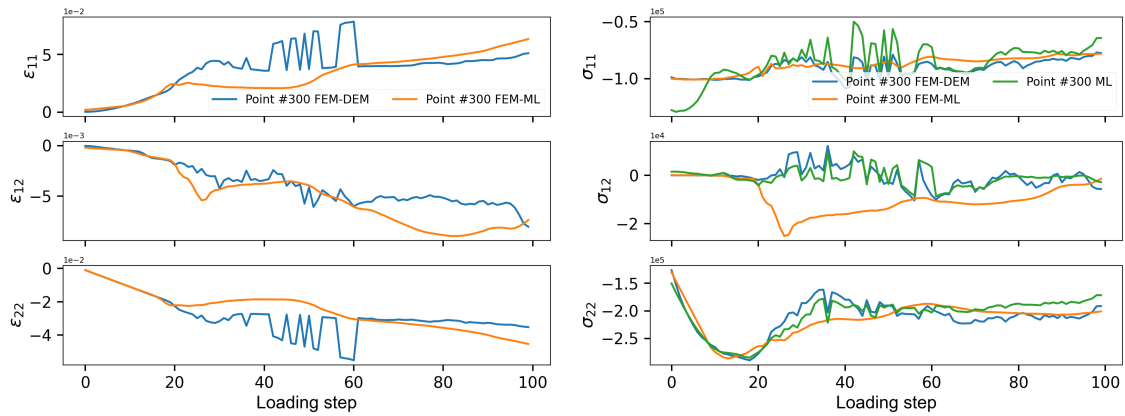 1e−2
5
0
ε11
Point #300 FEM-DEM
Point #300 FEM-ML
1e−3
0
−5
ε12
1e−2
0
−2
−4
ε22
0
20
40
60
80
100
Loading step
1e5
−0.5
−1.0
σ11
Point #300 FEM-DEM
Point #300 FEM-ML
Point #300 ML
1e4
0
−2
σ12
1e5
−1.5
−2.0
−2.5
σ22
0
20
40
60
80
100
Loading step